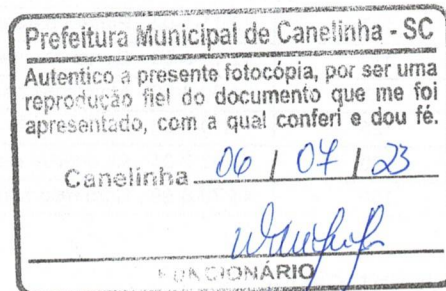 Prefeitura Municipal de Canelinha - SC
Autentico a presente fotocópia, por ser uma
reprodução fiel do documento que me foi
apresentado, com a qual conferi e dou fé.
Canelinha 06 / 07 / 23
FUNCIONÁRIO